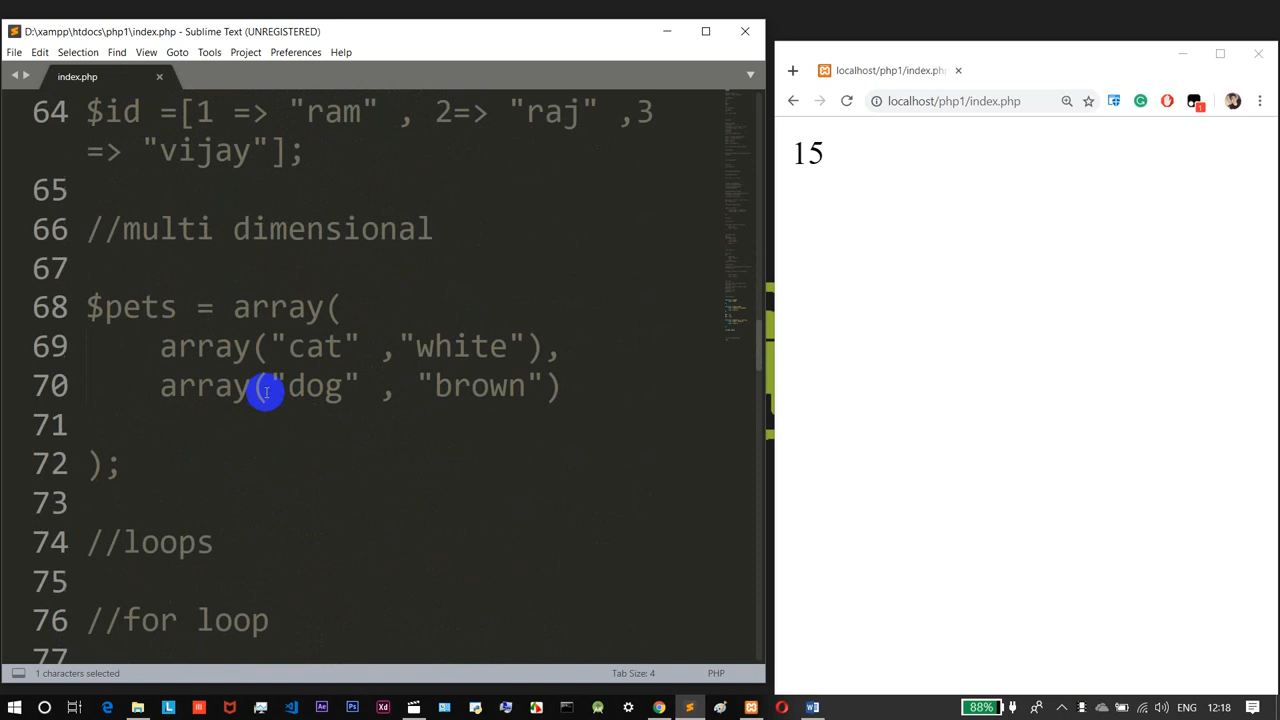 D:\xampp\htdocs\php1\index.php - Sublime Text (UNREGISTERED)
File Edit Selection Find View Goto Tools Project Preferences Help
index.php
64 $id =[1 => "ram" , 2=> "raj" ,3
=> "vijay"];
65
66 //multi dimensional
67
68 $pets = array(
69 array("cat" ,"white"),
70 array("dog" , "brown")
71
72 );
73
74 //loops
75
76 //for loop
77
1 characters selected
Tab Size: 4
PHP
localhost/php1/index.ph
localhost/php1/index.php
1
15
88%
12:18